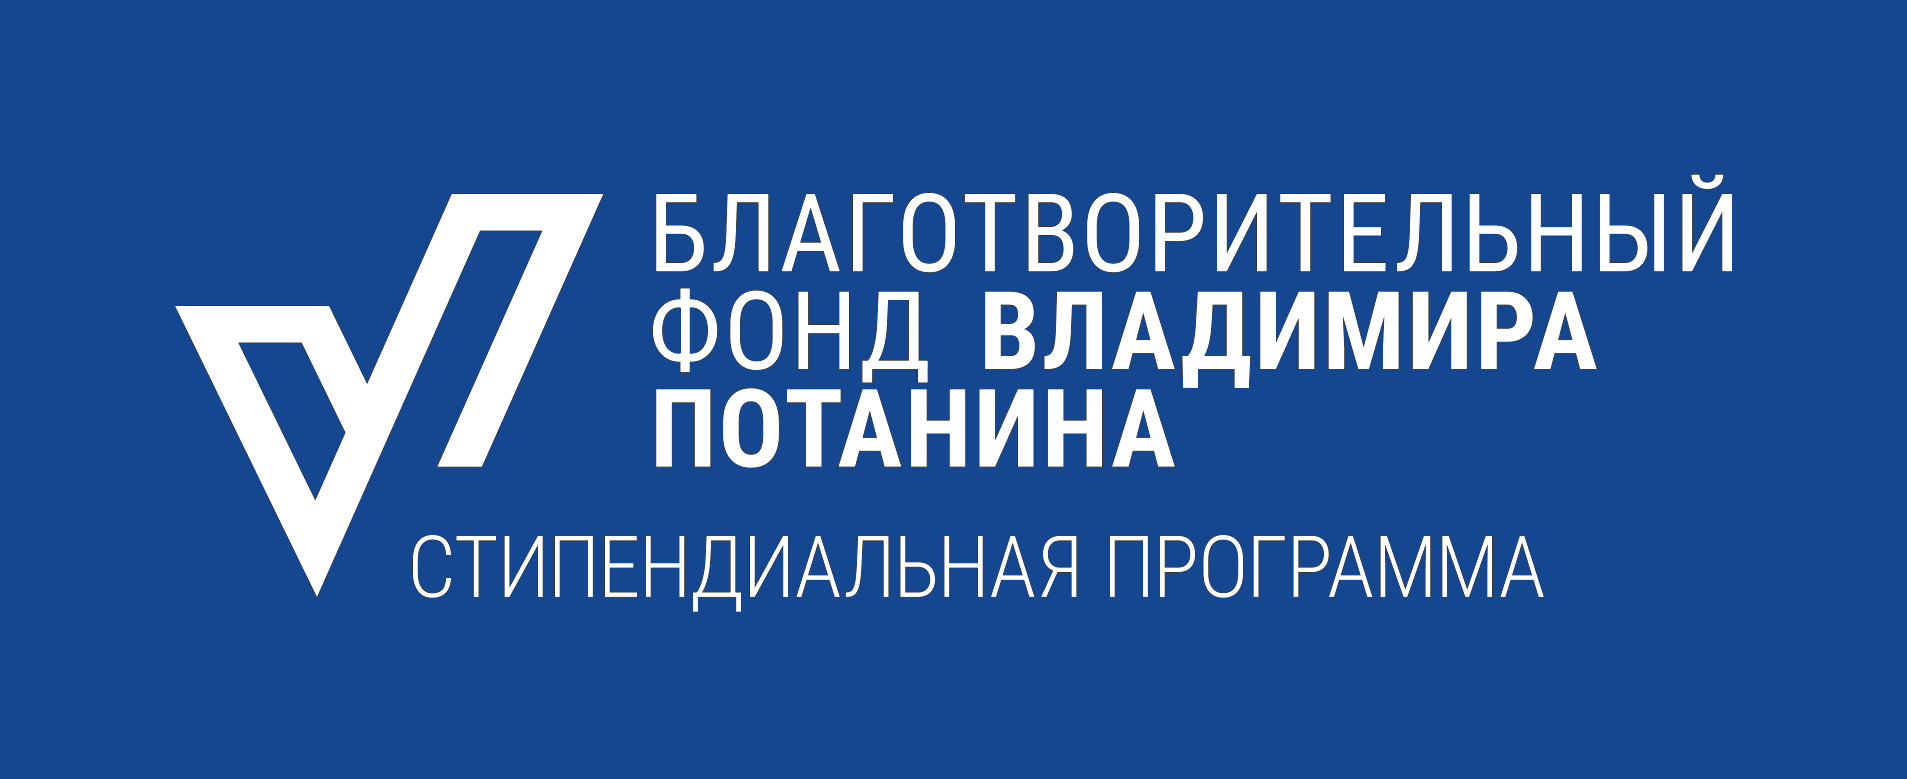 БЛАГОТВОРИТЕЛЬНЫЙ
ФОНД ВЛАДИМИРА
ПОТАНИНА
СТИПЕНДИАЛЬНАЯ ПРОГРАММА